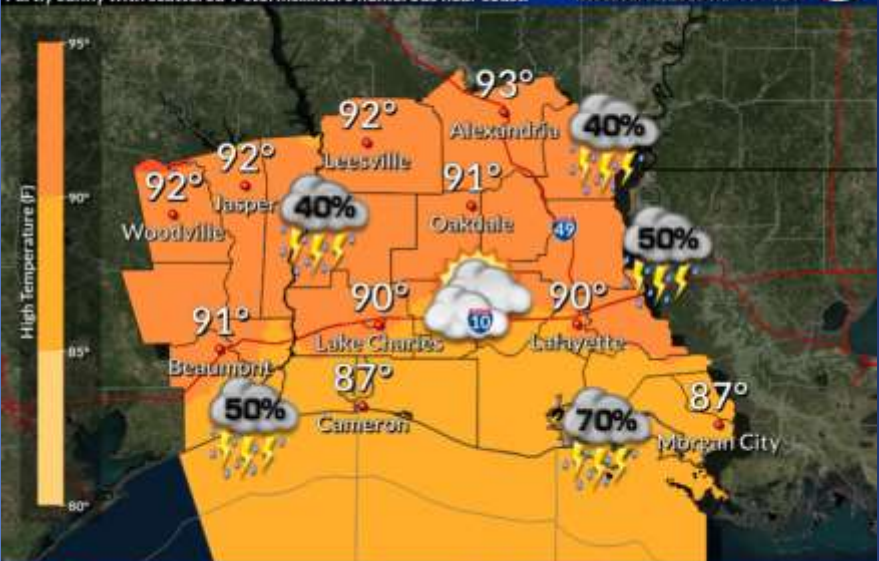 95°
93°
Alexandria
40%
92°
Leesville
92°
Jasper
90°
92°
Woodville
40%
91°
Oakdale
49
50%
High Temperature (F)
91°
Beaumont
90°
Lake Charles
10
90°
Lafayette
85°
87°
Cameron
50%
70%
87°
Morgan City
80°